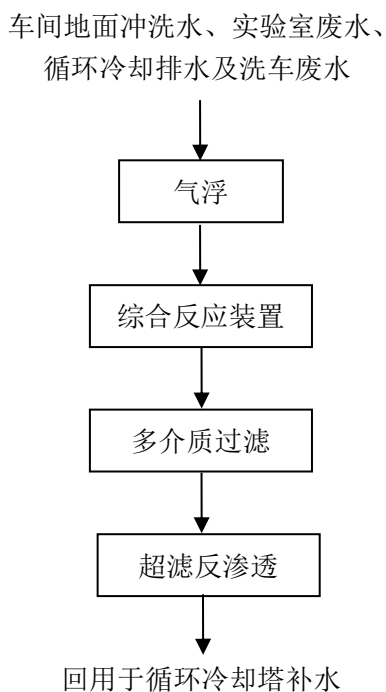 车间地面冲洗水、实验室废水、
循环冷却排水及洗车废水
气浮
综合反应装置
多介质过滤
超滤反渗透
回用于循环冷却塔补水